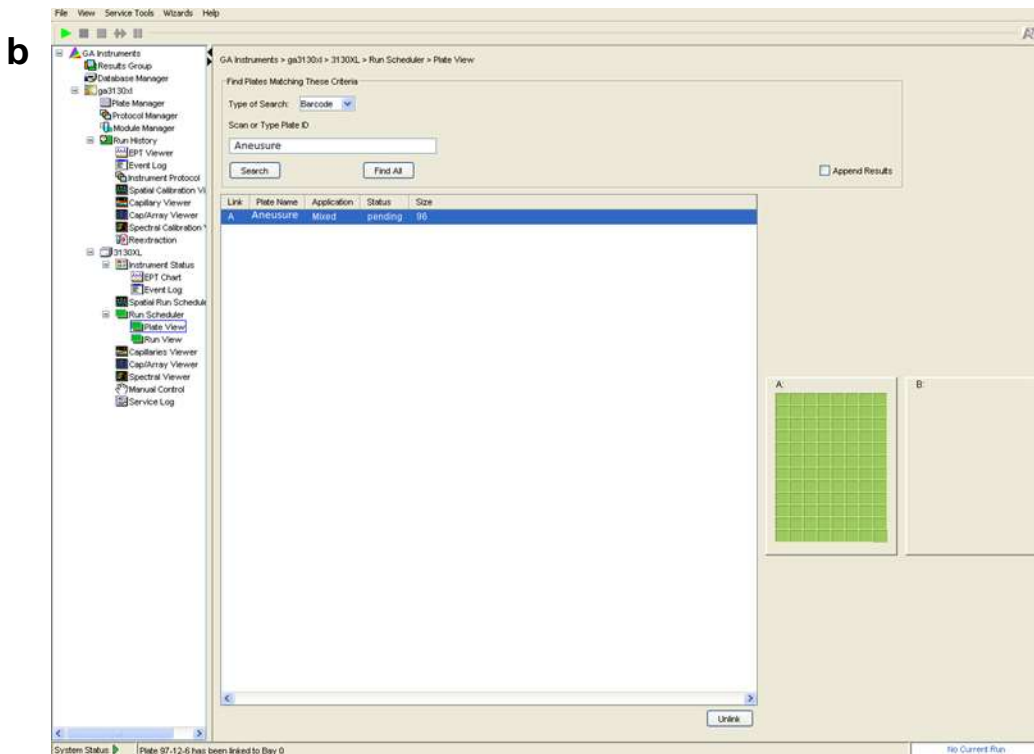 b
File View Service Tools Wizards Help
GA Instruments
Results Group
Database Manager
ga3130xl
Plate Manager
Protocol Manager
Module Manager
Run History
EPT Viewer
Event Log
Instrument Protocol
Spatial Calibration Vi
Capillary Viewer
Cap/Array Viewer
Spectral Calibration
Reextraction
3130XL
Instrument Status
EPT Chart
Event Log
Spatial Run Schedule
Run Scheduler
Plate View
Run View
Capillaries Viewer
Cap/Array Viewer
Spectral Viewer
Manual Control
Service Log
GA Instruments > ga3130xl > 3130XL > Run Scheduler > Plate View
Find Plates Matching These Criteria
Type of Search: Barcode
Scan or Type Plate ID
Aneusure
Search Find All Append Results
Link Plate Name Application Status Size
A Aneusure Mixed pending 96
A: B:
Unlink
System Status Plate 97-12-6 has been linked to Bay 0 No Current Run